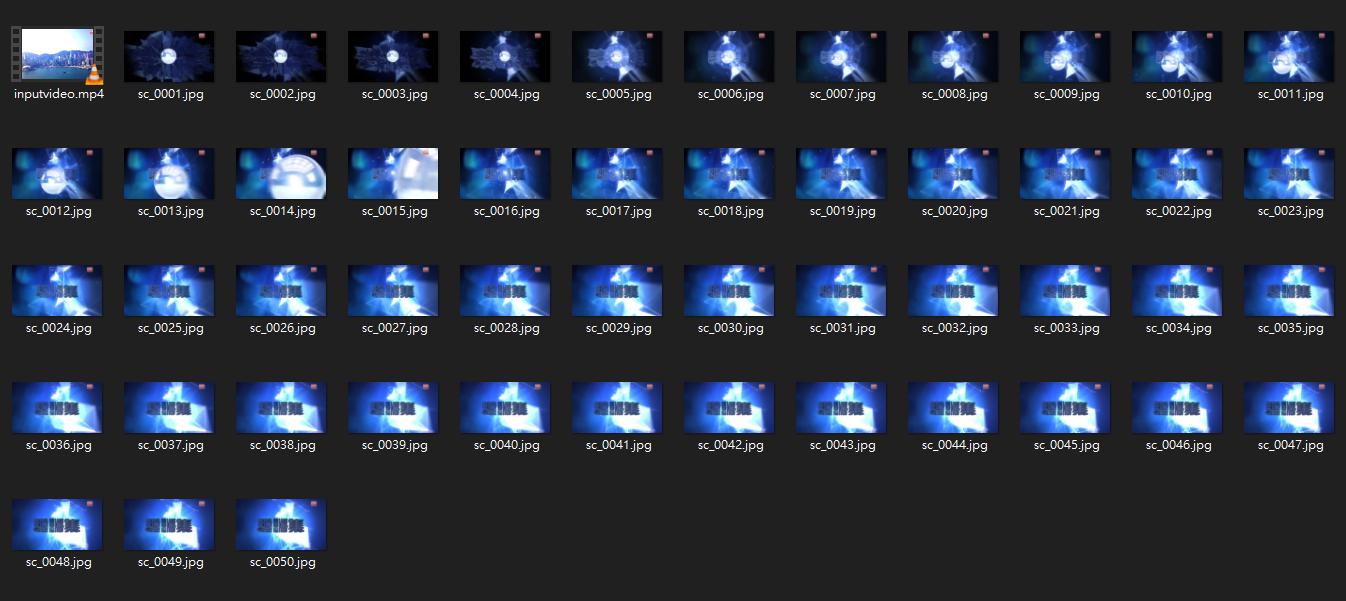 inputvideo.mp4 sc_0001.jpg sc_0002.jpg sc_0003.jpg sc_0004.jpg sc_0005.jpg sc_0006.jpg sc_0007.jpg sc_0008.jpg sc_0009.jpg sc_0010.jpg sc_0011.jpg
sc_0012.jpg sc_0013.jpg sc_0014.jpg sc_0015.jpg sc_0016.jpg sc_0017.jpg sc_0018.jpg sc_0019.jpg sc_0020.jpg sc_0021.jpg sc_0022.jpg sc_0023.jpg
sc_0024.jpg sc_0025.jpg sc_0026.jpg sc_0027.jpg sc_0028.jpg sc_0029.jpg sc_0030.jpg sc_0031.jpg sc_0032.jpg sc_0033.jpg sc_0034.jpg sc_0035.jpg
sc_0036.jpg sc_0037.jpg sc_0038.jpg sc_0039.jpg sc_0040.jpg sc_0041.jpg sc_0042.jpg sc_0043.jpg sc_0044.jpg sc_0045.jpg sc_0046.jpg sc_0047.jpg
sc_0048.jpg sc_0049.jpg sc_0050.jpg